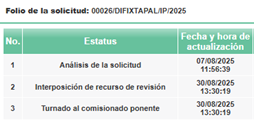 Folio de la solicitud: 00026/DIFIXTAPAL/IP/2025
No. Estatus Fecha y hora de actualización
1 Análisis de la solicitud 07/08/2025 11:56:39
2 Interposición de recurso de revisión 30/08/2025 13:30:19
3 Turnado al comisionado ponente 30/08/2025 13:30:19